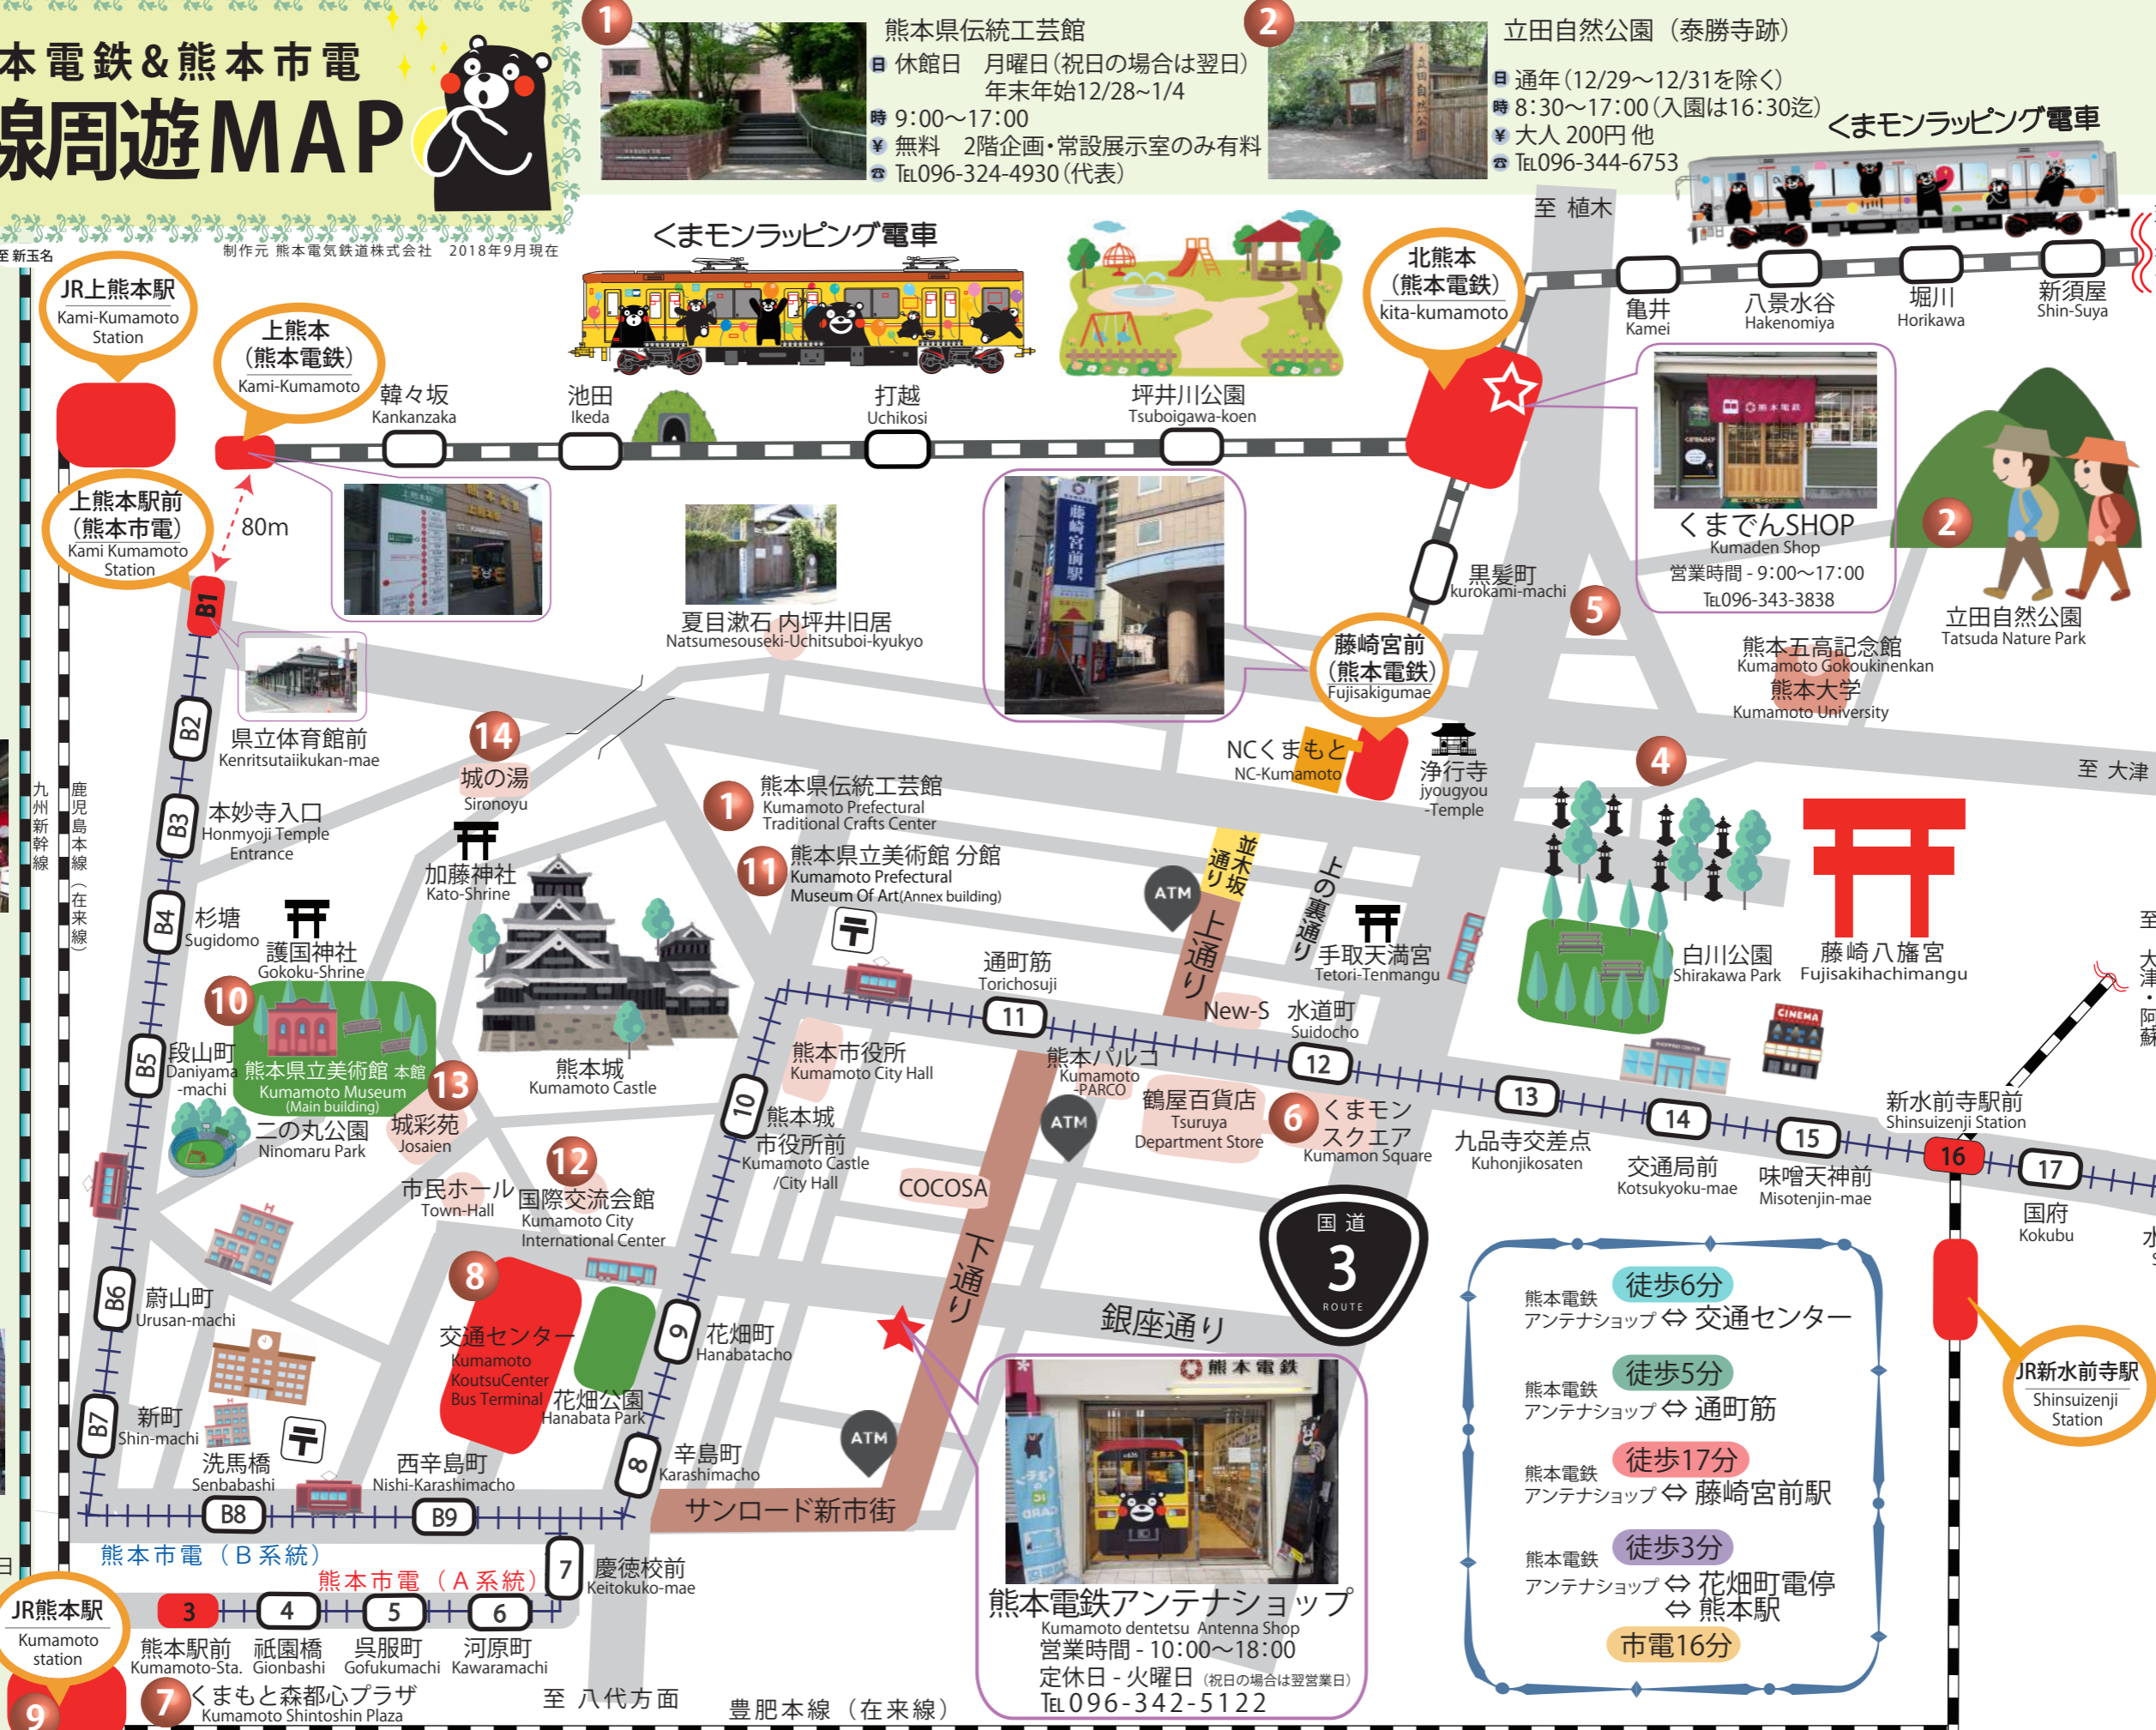 本電鉄&熊本市電
線周遊MAP
制作元 熊本電気鉄道株式会社 2018年9月現在
1
熊本県伝統工芸館
日 休館日 月曜日(祝日の場合は翌日)
年末年始12/28~1/4
時 9:00～17:00
¥ 無料 2階企画・常設展示室のみ有料
☎ TEL096-324-4930(代表)
2
立田自然公園（泰勝寺跡）
日 通年(12/29～12/31を除く)
時 8:30～17:00(入園は16:30迄)
¥ 大人 200円 他
☎ TEL096-344-6753
くまモンラッピング電車
くまモンラッピング電車
至 植木
至 新玉名
JR上熊本駅
Kami-Kumamoto
Station
上熊本
(熊本電鉄)
Kami-Kumamoto
韓々坂
Kankanzaka
池田
Ikeda
打越
Uchikosi
坪井川公園
Tsuboigawa-koen
北熊本
(熊本電鉄)
kita-kumamoto
亀井
Kamei
八景水谷
Hakenomiya
堀川
Horikawa
新須屋
Shin-Suya
上熊本駅前
(熊本市電)
Kami Kumamoto
Station
80m
夏目漱石 内坪井旧居
Natsumesouseki-Uchitsuboi-kyukyo
藤崎宮前駅
黒髪町
kurokami-machi
熊本電鉄
くまでんSHOP
Kumaden Shop
営業時間 - 9:00～17:00
TEL096-343-3838
2
立田自然公園
Tatsuda Nature Park
5
藤崎宮前
(熊本電鉄)
Fujisakigumae
熊本五高記念館
Kumamoto Gokoukinenkan
熊本大学
Kumamoto University
B1
B2
県立体育館前
Kenritsutaiikukan-mae
14
城の湯
Sironoyu
NCくまもと
NC-Kumamoto
浄行寺
jyougyou
-Temple
4
至 大津
九州新幹線
鹿児島本線（在来線）
B3
本妙寺入口
Honmyoji Temple
Entrance
1
熊本県伝統工芸館
Kumamoto Prefectural
Traditional Crafts Center
11
熊本県立美術館 分館
Kumamoto Prefectural
Museum Of Art(Annex building)
加藤神社
Kato-Shrine
並木坂
通り
上通り
上の裏通り
ATM
手取天満宮
Tetori-Tenmangu
白川公園
Shirakawa Park
藤崎八旛宮
Fujisakihachimangu
B4
杉塘
Sugidomo
護国神社
Gokoku-Shrine
10
熊本県立美術館 本館
Kumamoto Museum
(Main building)
B5
段山町
Daniyama
-machi
13
城彩苑
Josaien
二の丸公園
Ninomaru Park
熊本城
Kumamoto Castle
通町筋
Torichosuji
11
New-S
水道町
Suidocho
12
熊本市役所
Kumamoto City Hall
熊本パルコ
Kumamoto
-PARCO
ATM
鶴屋百貨店
Tsuruya
Department Store
6
くまモン
スクエア
Kumamon Square
13
九品寺交差点
Kuhonjikosaten
SHOPPING CENTER
CINEMA
14
交通局前
Kotsukyoku-mae
15
味噌天神前
Misotenjin-mae
新水前寺駅前
Shinsuizenji Station
16
17
国府
Kokubu
至 大津・阿蘇
10
熊本城
市役所前
Kumamoto Castle
/City Hall
12
国際交流会館
Kumamoto City
International Center
市民ホール
Town-Hall
COCOSA
下通り
国道
3
ROUTE
銀座通り
8
交通センター
Kumamoto
KoutsuCenter
Bus Terminal
花畑公園
Hanabata Park
9
花畑町
Hanabatacho
B6
蔚山町
Urusan-machi
B7
新町
Shin-machi
洗馬橋
Senbabashi
B8
西辛島町
Nishi-Karashimacho
B9
8
辛島町
Karashimacho
ATM
サンロード新市街
熊本市電（B系統）
熊本市電（A系統）
7
慶徳校前
Keitokuko-mae
JR熊本駅
Kumamoto
station
3
熊本駅前
Kumamoto-Sta.
4
祇園橋
Gionbashi
5
呉服町
Gofukumachi
6
河原町
Kawaramachi
9
7
くまもと森都心プラザ
Kumamoto Shintoshin Plaza
至 八代方面
豊肥本線（在来線）
熊本電鉄
熊本電鉄アンテナショップ
Kumamoto dentetsu Antenna Shop
営業時間 - 10:00～18:00
定休日 - 火曜日（祝日の場合は翌営業日）
TEL096-342-5122
徒歩6分
熊本電鉄
アンテナショップ ⇔ 交通センター
徒歩5分
熊本電鉄
アンテナショップ ⇔ 通町筋
徒歩17分
熊本電鉄
アンテナショップ ⇔ 藤崎宮前駅
徒歩3分
熊本電鉄
アンテナショップ ⇔ 花畑町電停
⇔ 熊本駅
市電16分
JR新水前寺駅
Shinsuizenji
Station